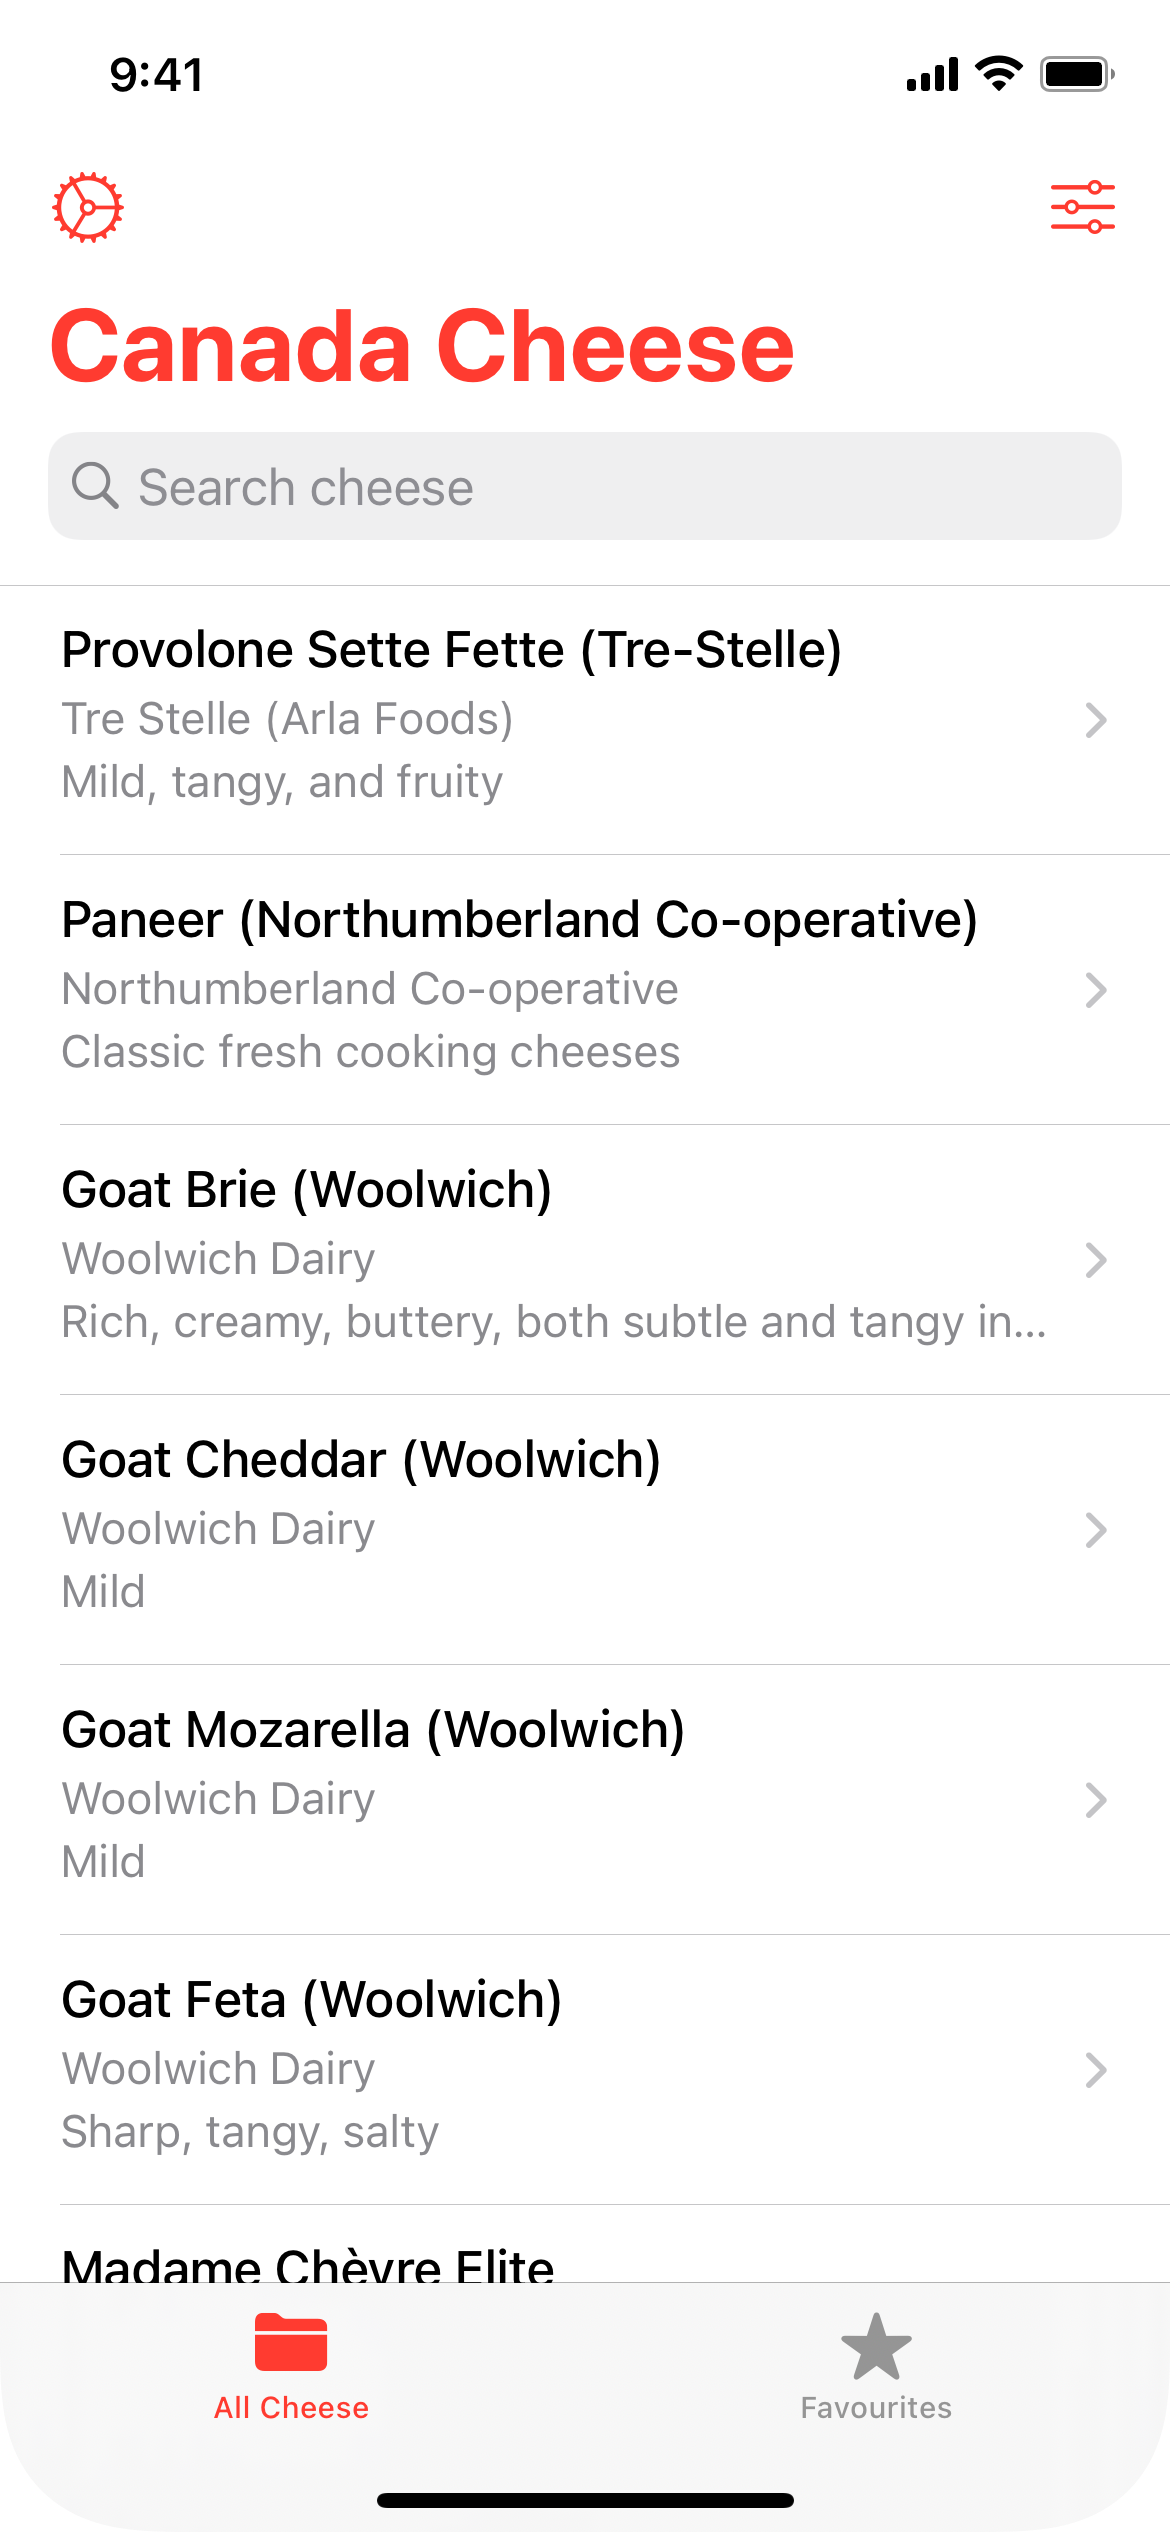 9:41
Canada Cheese
Search cheese
Provolone Sette Fette (Tre-Stelle)
Tre Stelle (Arla Foods)
Mild, tangy, and fruity
Paneer (Northumberland Co-operative)
Northumberland Co-operative
Classic fresh cooking cheeses
Goat Brie (Woolwich)
Woolwich Dairy
Rich, creamy, buttery, both subtle and tangy in...
Goat Cheddar (Woolwich)
Woolwich Dairy
Mild
Goat Mozarella (Woolwich)
Woolwich Dairy
Mild
Goat Feta (Woolwich)
Woolwich Dairy
Sharp, tangy, salty
Madame Chèvre Elite
All Cheese
Favourites